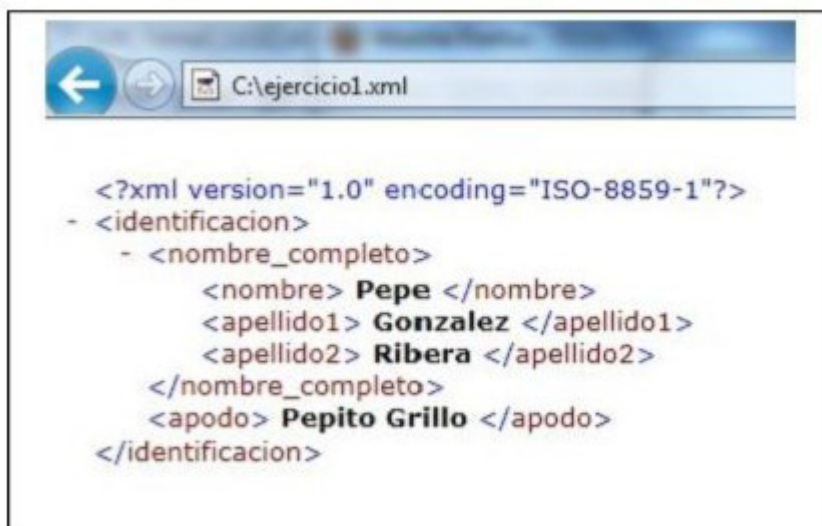 C:\ejercicio1.xml
<?xml version="1.0" encoding="ISO-8859-1"?>
- <identificacion>
- <nombre_completo>
<nombre> Pepe </nombre>
<apellido1> Gonzalez </apellido1>
<apellido2> Ribera </apellido2>
</nombre_completo>
<apodo> Pepito Grillo </apodo>
</identificacion>